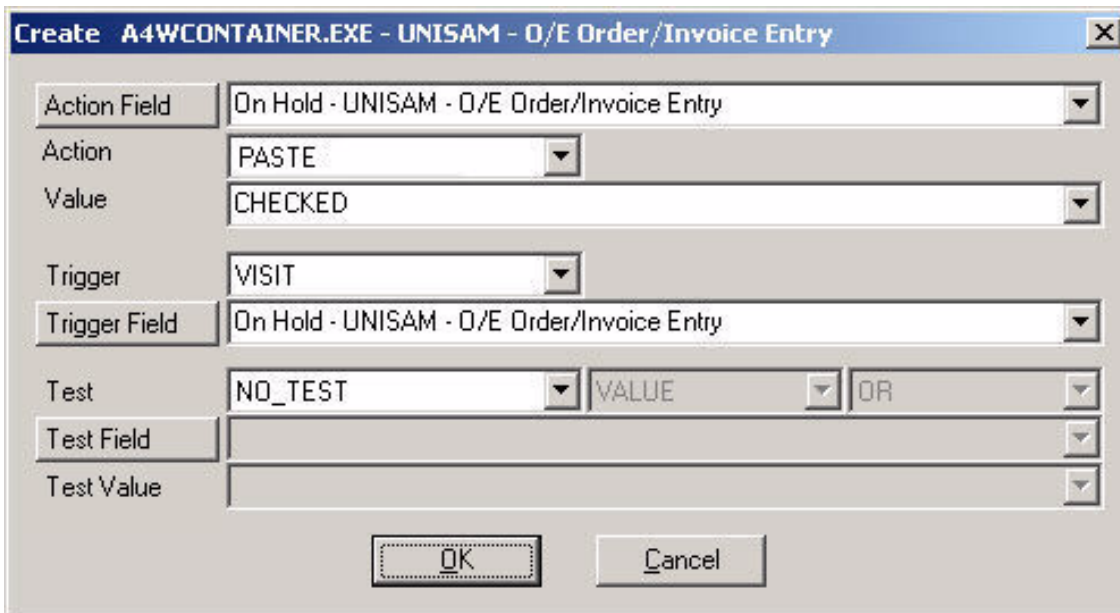 Create A4WCONTAINER.EXE - UNISAM - O/E Order/Invoice Entry
Action Field On Hold - UNISAM - O/E Order/Invoice Entry
Action PASTE
Value CHECKED
Trigger VISIT
Trigger Field On Hold - UNISAM - O/E Order/Invoice Entry
Test NO_TEST VALUE OR
Test Field
Test Value
OK Cancel